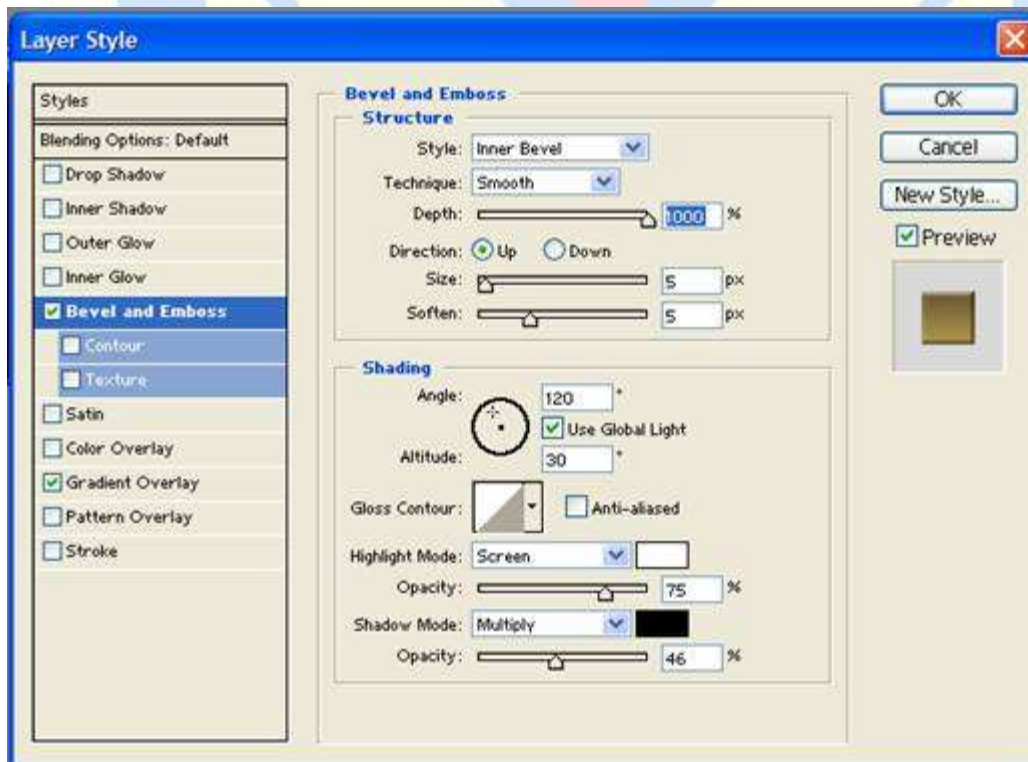 Layer Style
Styles
Blending Options: Default
Drop Shadow
Inner Shadow
Outer Glow
Inner Glow
Bevel and Emboss
Contour
Texture
Satin
Color Overlay
Gradient Overlay
Pattern Overlay
Stroke
Bevel and Emboss
Structure
Style: Inner Bevel
Technique: Smooth
Depth: 1000 %
Direction: Up Down
Size: 5 px
Soften: 5 px
Shading
Angle: 120 °
Use Global Light
Altitude: 30 °
Gloss Contour: Anti-aliased
Highlight Mode: Screen
Opacity: 75 %
Shadow Mode: Multiply
Opacity: 46 %
OK
Cancel
New Style...
Preview